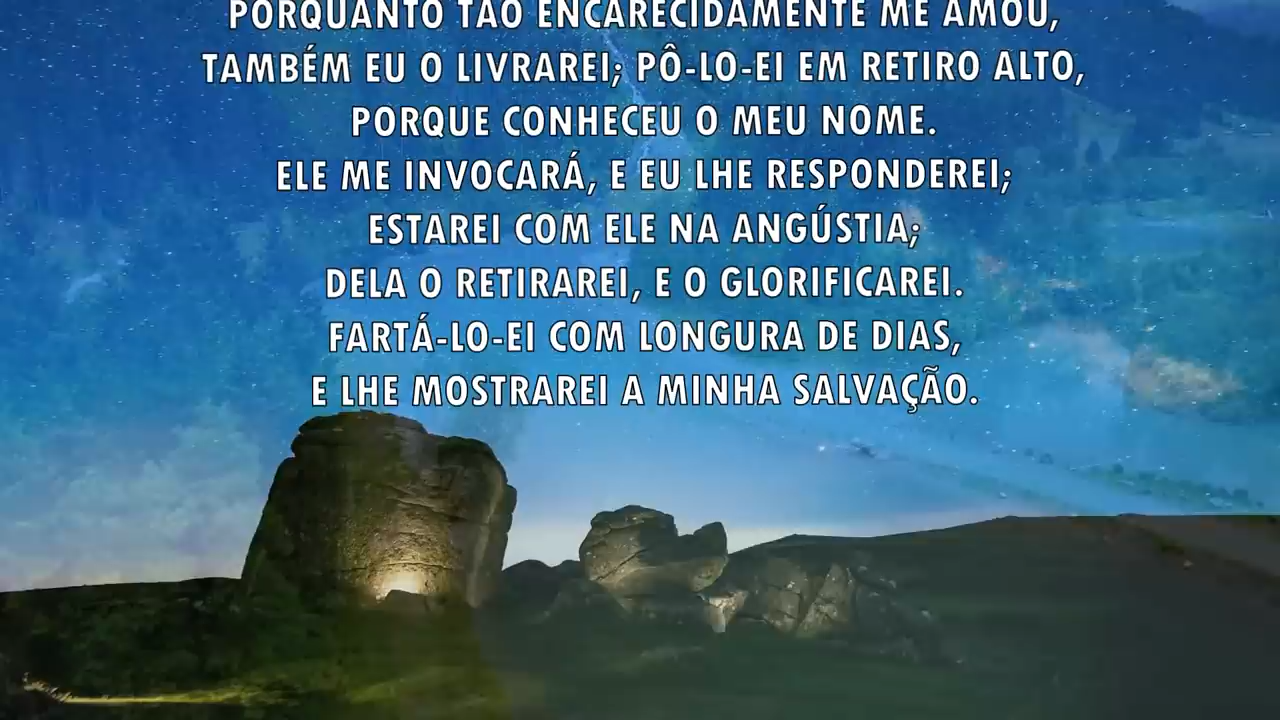 PORQUANTO TÃO ENCARECIDAMENTE ME AMOU,
TAMBÉM EU O LIVRAREI; PÔ-LO-EI EM RETIRO ALTO,
PORQUE CONHECEU O MEU NOME.
ELE ME INVOCARÁ, E EU LHE RESPONDEREI;
ESTAREI COM ELE NA ANGÚSTIA;
DELA O RETIRAREI, E O GLORIFICAREI.
FARTÁ-LO-EI COM LONGURA DE DIAS,
E LHE MOSTRAREI A MINHA SALVAÇÃO.